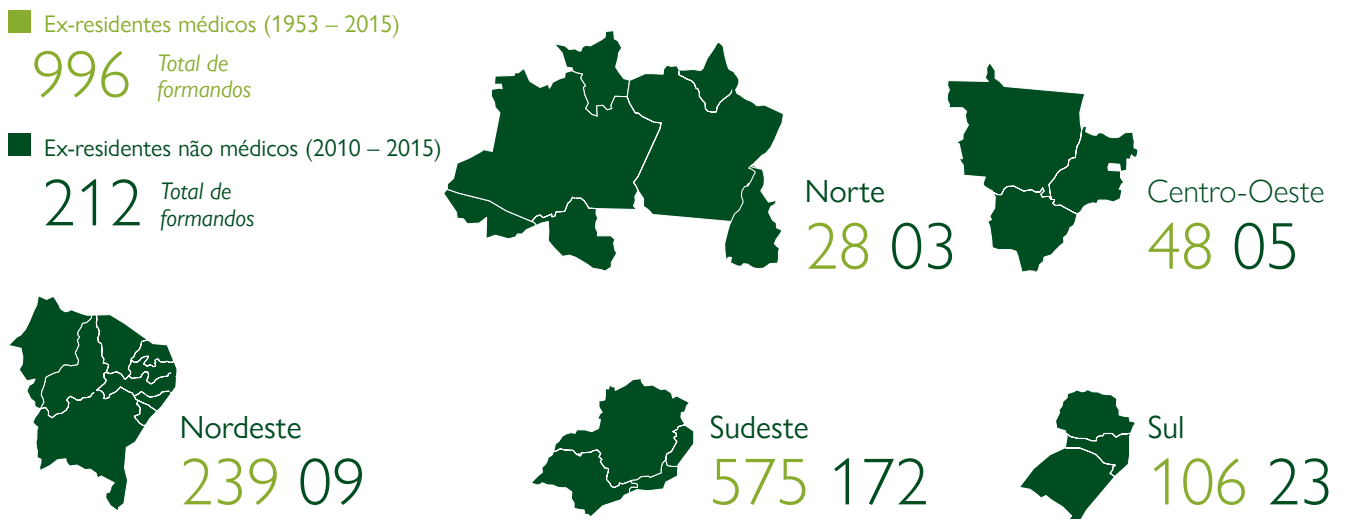 Ex-residentes médicos (1953 – 2015)
996 Total de
formandos
Ex-residentes não médicos (2010 – 2015)
212 Total de
formandos
Norte
28 03
Centro-Oeste
48 05
Nordeste
239 09
Sudeste
575 172
Sul
106 23